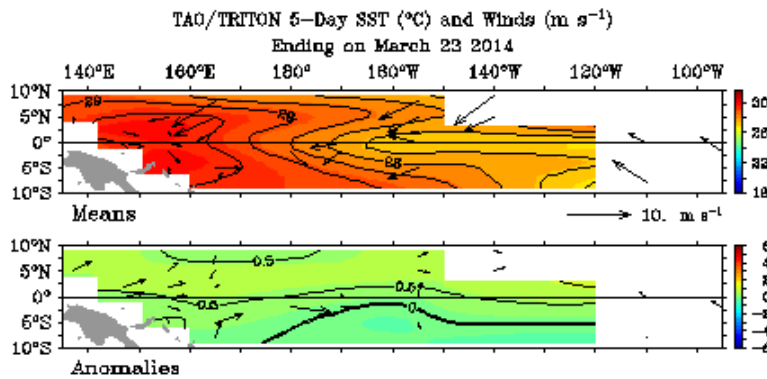 TAO/TRITON 5-Day SST (°C) and Winds (m s⁻¹)
Ending on March 23 2014
140°E 160°E 180° 160°W 140°W 120°W 100°W
10°N
5°N
0°
5°S
10°S
29
29
28
Means
10. m s⁻¹
10°N
5°N
0°
5°S
10°S
0.5
0.5
0.5
0
Anomalies